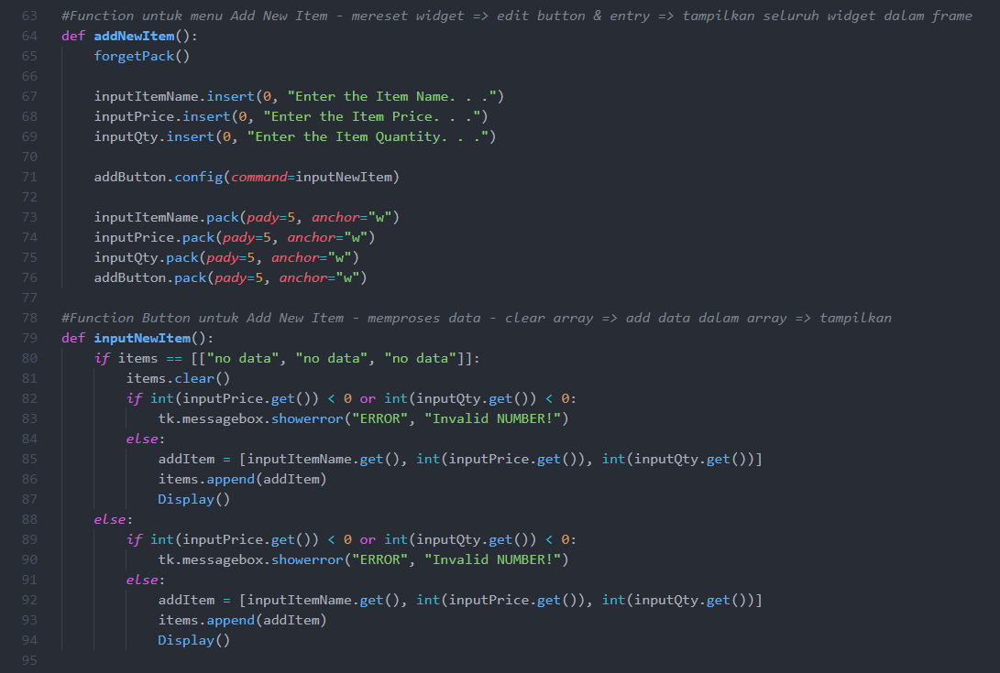 63 #Function untuk menu Add New Item - mereset widget => edit button & entry => tampilkan seluruh widget dalam frame
64 def addNewItem():
65     forgetPack()
66
67     inputItemName.insert(0, "Enter the Item Name. . .")
68     inputPrice.insert(0, "Enter the Item Price. . .")
69     inputQty.insert(0, "Enter the Item Quantity. . .")
70
71     addButton.config(command=inputNewItem)
72
73     inputItemName.pack(pady=5, anchor="w")
74     inputPrice.pack(pady=5, anchor="w")
75     inputQty.pack(pady=5, anchor="w")
76     addButton.pack(pady=5, anchor="w")
77
78 #Function Button untuk Add New Item - memproses data - clear array => add data dalam array => tampilkan
79 def inputNewItem():
80     if items == [["no data", "no data", "no data"]]:
81         items.clear()
82         if int(inputPrice.get()) < 0 or int(inputQty.get()) < 0:
83             tk.messagebox.showerror("ERROR", "Invalid NUMBER!")
84         else:
85             addItem = [inputItemName.get(), int(inputPrice.get()), int(inputQty.get())]
86             items.append(addItem)
87             Display()
88     else:
89         if int(inputPrice.get()) < 0 or int(inputQty.get()) < 0:
90             tk.messagebox.showerror("ERROR", "Invalid NUMBER!")
91         else:
92             addItem = [inputItemName.get(), int(inputPrice.get()), int(inputQty.get())]
93             items.append(addItem)
94             Display()
95